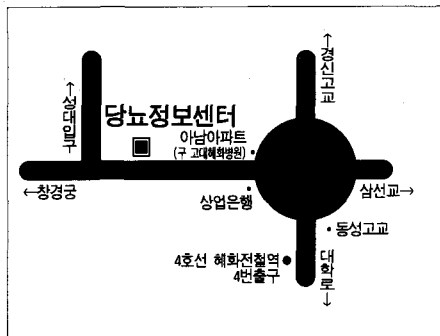 ↑경신고교
↑성대입구
당뇨정보센터
아남아파트
(구 고대혜화병원)
←창경궁
상업은행
삼선교→
동성고교
4호선 혜화전철역
4번출구
대학로↓